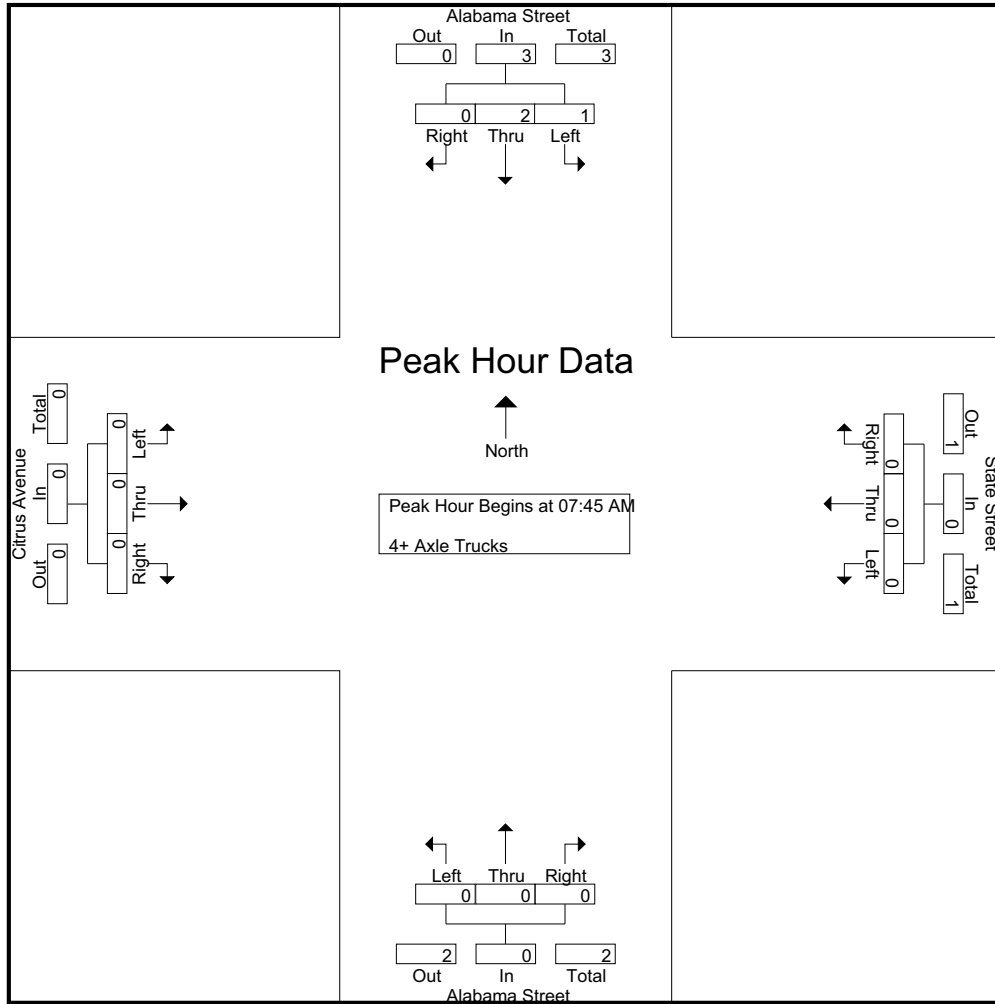 Alabama Street
Out In Total
0 3 3
0 2 1
Right Thru Left
Peak Hour Data
North
Peak Hour Begins at 07:45 AM
4+ Axle Trucks
Citrus Avenue
Out In Total
0 0 0
0 0 0
Right Thru Left
State Street
Out In Total
1 0 1
0 0 0
Right Thru Left
Left Thru Right
0 0 0
2 0 2
Out In Total
Alabama Street